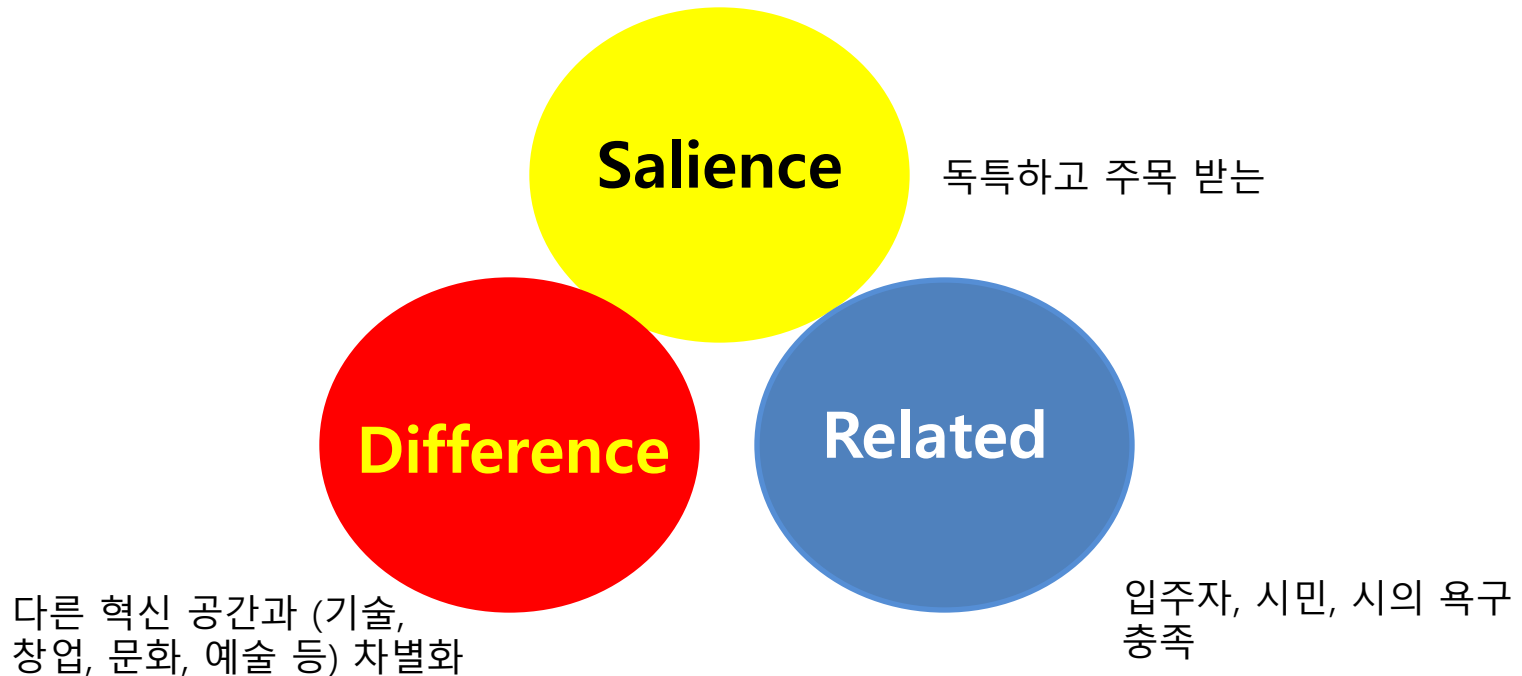 Salience
독특하고 주목 받는
Difference
Related
다른 혁신 공간과 (기술,
창업, 문화, 예술 등) 차별화
입주자, 시민, 시의 욕구
충족